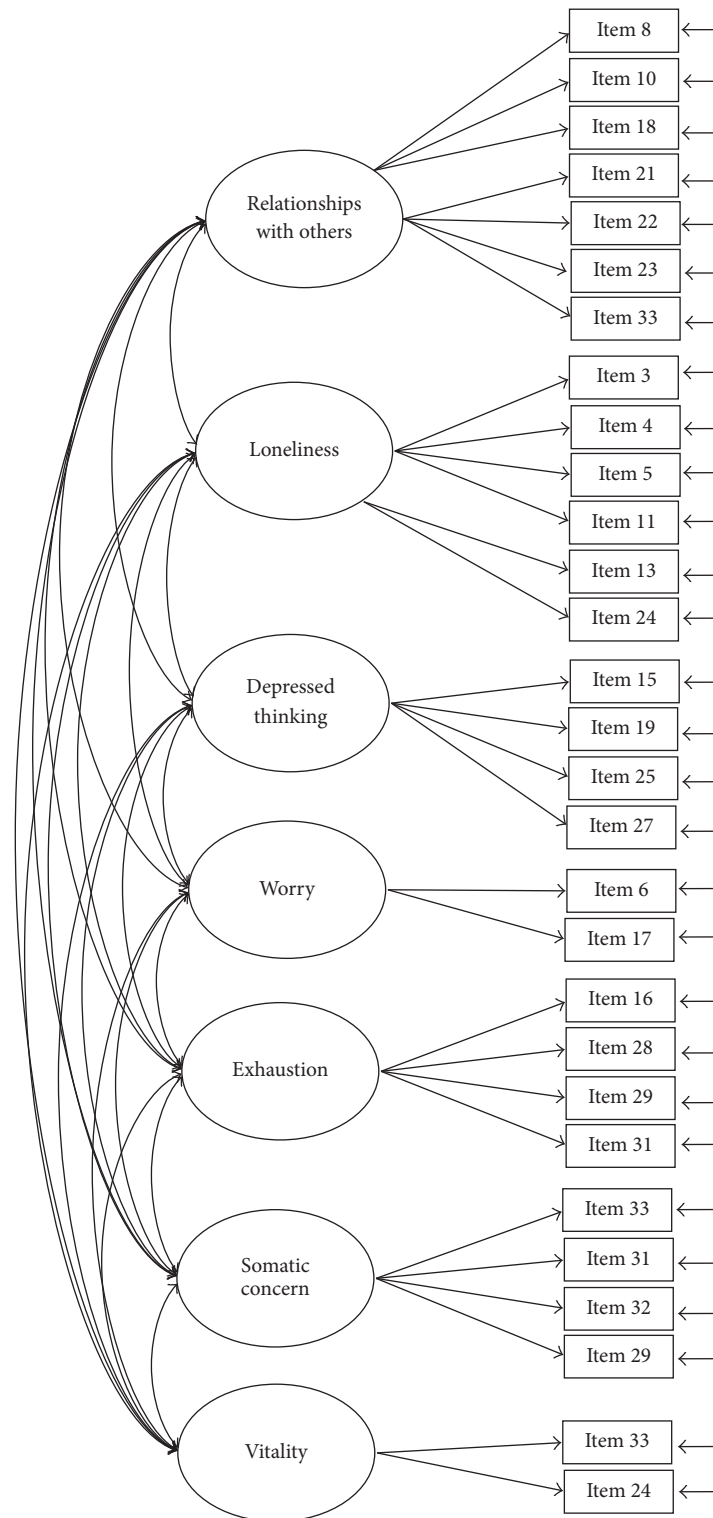 Item 8
Item 10
Item 18
Item 21
Relationships
with others
Item 22
Item 23
Item 33
Item 3
Item 4
Loneliness
Item 5
Item 11
Item 13
Item 24
Item 15
Depressed
thinking
Item 19
Item 25
Item 27
Worry
Item 6
Item 17
Item 16
Item 28
Exhaustion
Item 29
Item 31
Item 33
Item 31
Somatic
concern
Item 32
Item 29
Item 33
Vitality
Item 24